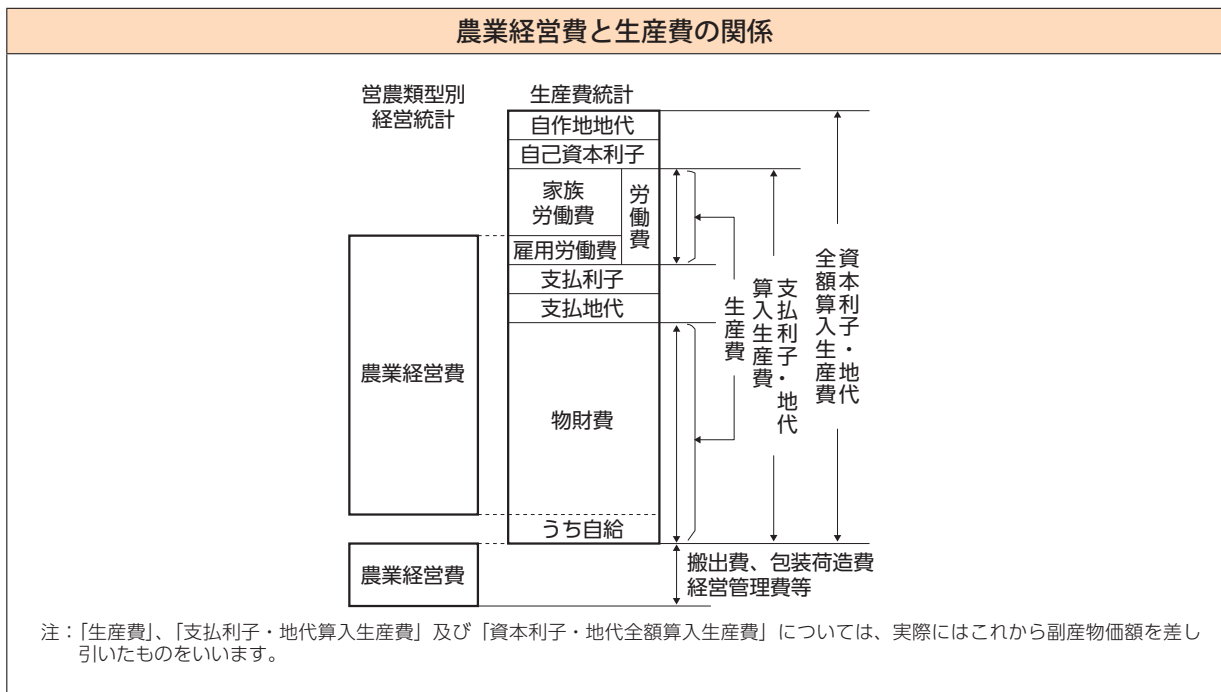 農業経営費と生産費の関係
営農類型別
経営統計
生産費統計
自作地地代
自己資本利子
家族
労働費
労働費
雇用労働費
支払利子
支払地代
物財費
うち自給
農業経営費
農業経営費
生産費
支払利子・地代
算入生産費
資本利子・地代
全額算入生産費
搬出費、包装荷造費
経営管理費等
注：「生産費」、「支払利子・地代算入生産費」及び「資本利子・地代全額算入生産費」については、実際にはこれから副産物価額を差し
引いたものをいいます。